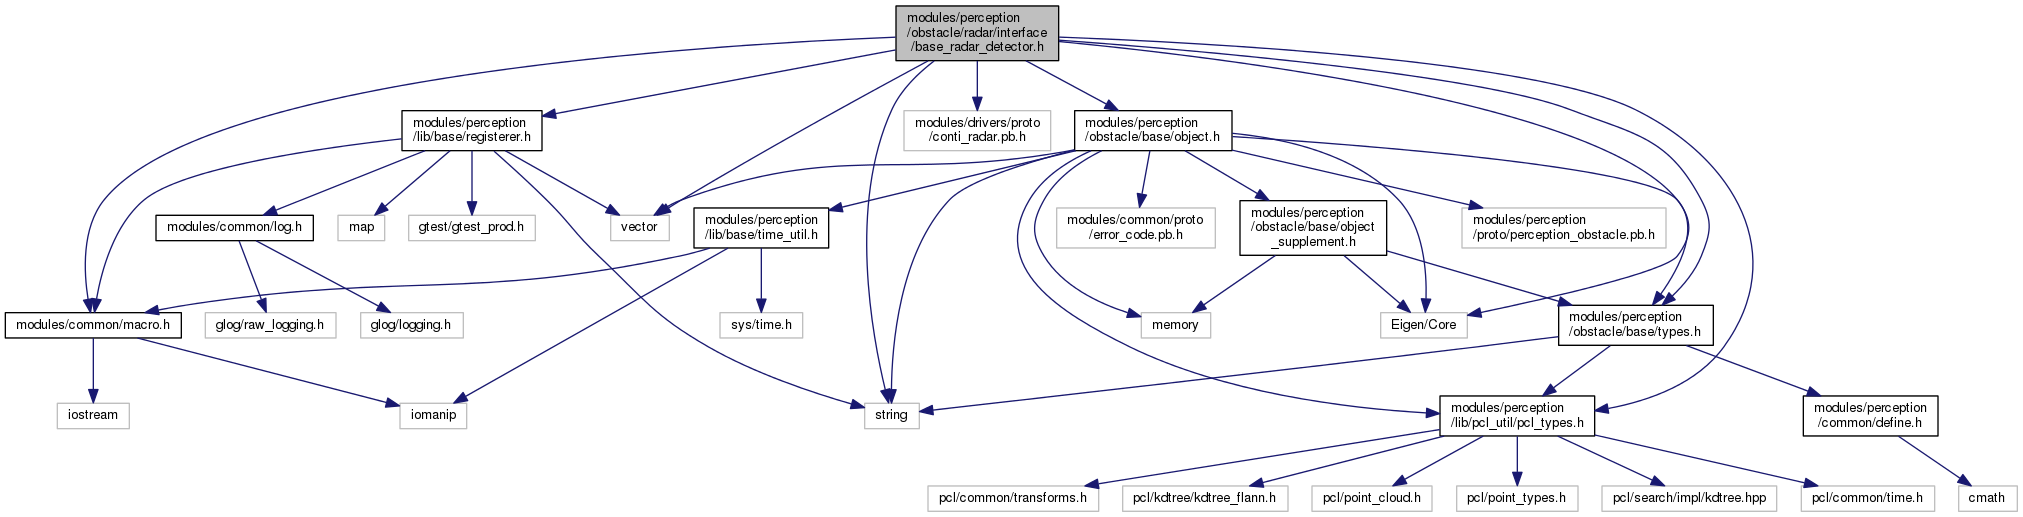 modules/perception
/obstacle/radar/interface
/base_radar_detector.h
modules/perception
/lib/base/registerer.h
modules/drivers/proto
/conti_radar.pb.h
modules/perception
/obstacle/base/object.h
modules/common/log.h
map
gtest/gtest_prod.h
vector
modules/perception
/lib/base/time_util.h
modules/common/proto
/error_code.pb.h
modules/perception
/obstacle/base/object
_supplement.h
modules/perception
/proto/perception_obstacle.pb.h
modules/common/macro.h
glog/raw_logging.h
glog/logging.h
sys/time.h
memory
Eigen/Core
modules/perception
/obstacle/base/types.h
iostream
iomanip
string
modules/perception
/lib/pcl_util/pcl_types.h
modules/perception
/common/define.h
pcl/common/transforms.h
pcl/kdtree/kdtree_flann.h
pcl/point_cloud.h
pcl/point_types.h
pcl/search/impl/kdtree.hpp
pcl/common/time.h
cmath